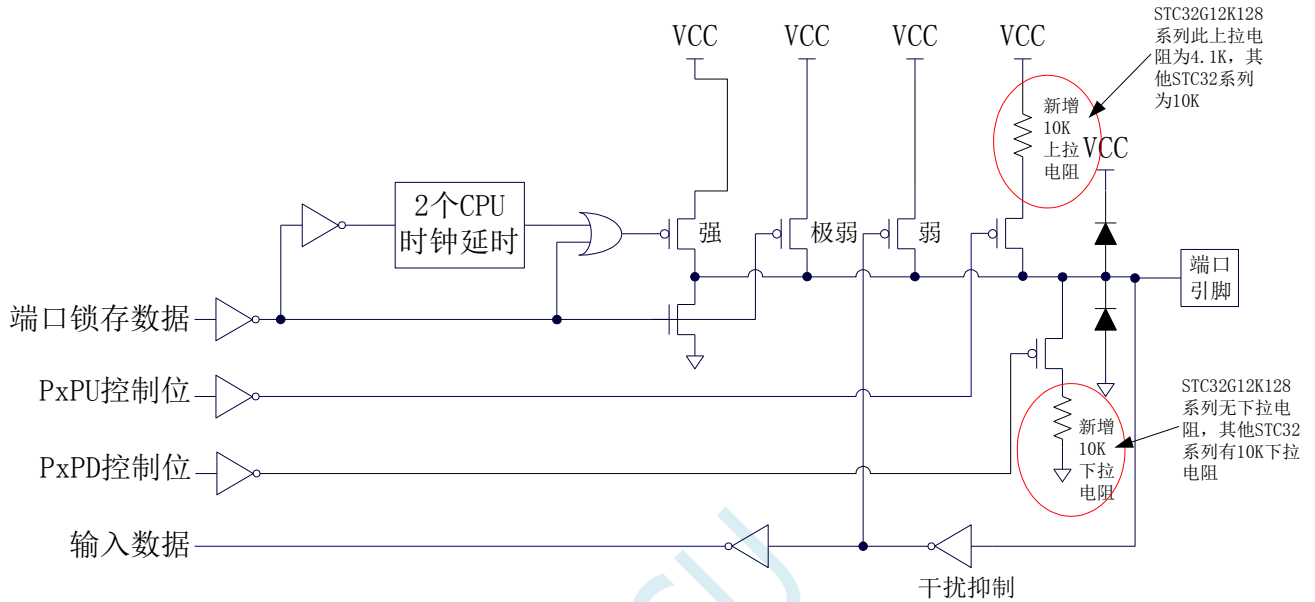 STC32G12K128
系列此上拉电
阻为4.1K，其
他STC32系列
为10K
VCC
VCC
VCC
VCC
新增
10K
上拉
电阻
VCC
2个CPU
时钟延时
强
极弱
弱
端口
引脚
端口锁存数据
PxPU控制位
STC32G12K128
系列无下拉电
阻，其他STC32
系列有10K下拉
电阻
新增
10K
下拉
电阻
PxPD控制位
输入数据
干扰抑制